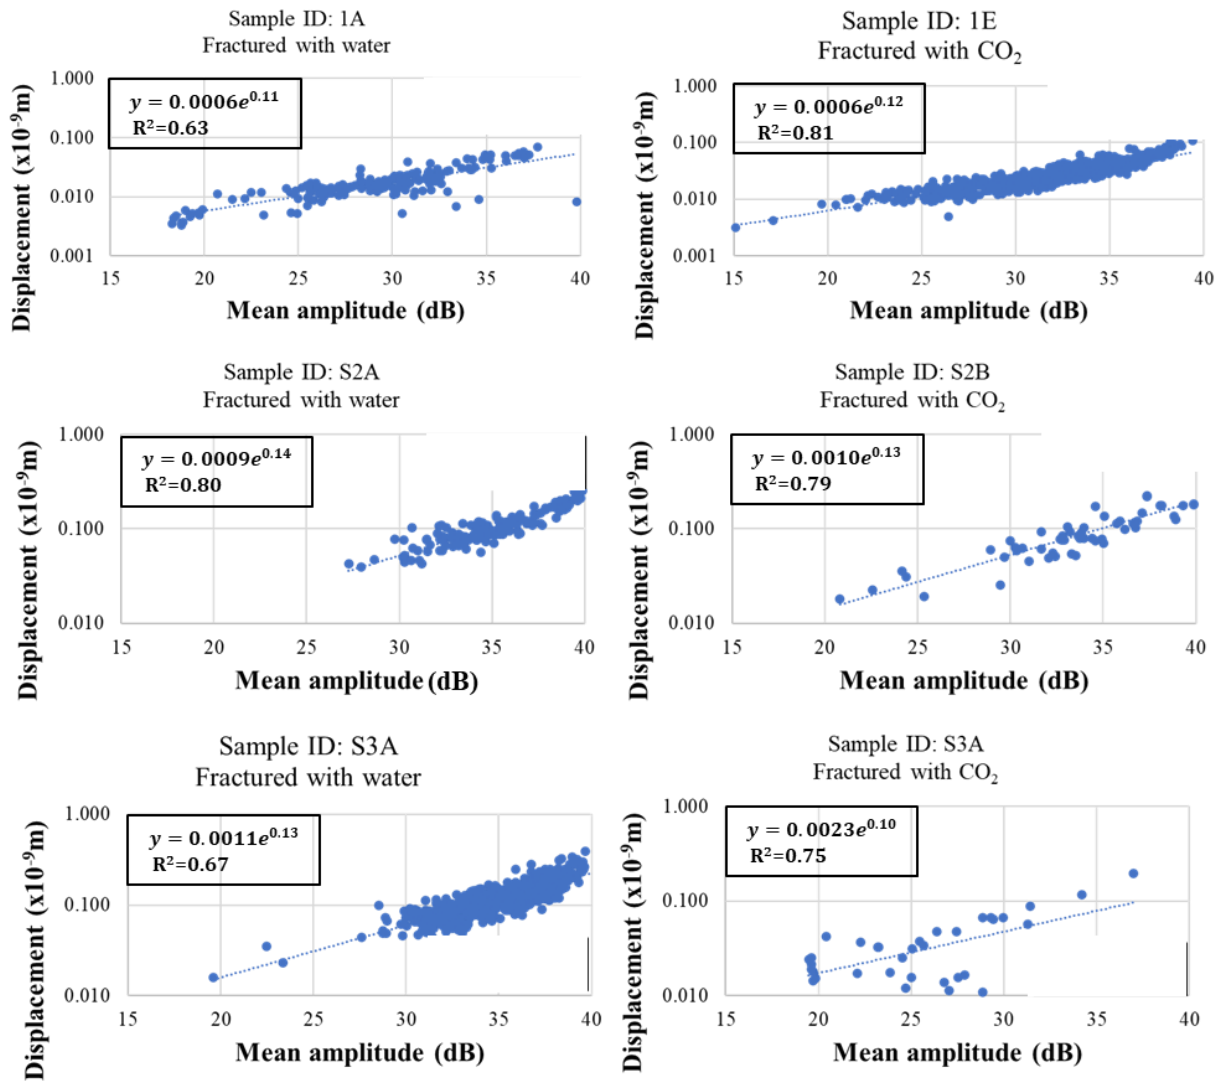 Sample ID: 1A
Fractured with water
y = 0.0006e^0.11
R²=0.63
1.000
0.100
0.010
0.001
15 20 25 30 35 40
Displacement (x10⁻⁹m)
Mean amplitude (dB)
Sample ID: 1E
Fractured with CO₂
y = 0.0006e^0.12
R²=0.81
1.000
0.100
0.010
0.001
15 20 25 30 35 40
Displacement (x10⁻⁹m)
Mean amplitude (dB)
Sample ID: S2A
Fractured with water
y = 0.0009e^0.14
R²=0.80
1.000
0.100
0.010
15 20 25 30 35 40
Displacement (x10⁻⁹m)
Mean amplitude (dB)
Sample ID: S2B
Fractured with CO₂
y = 0.0010e^0.13
R²=0.79
1.000
0.100
0.010
15 20 25 30 35 40
Displacement (x10⁻⁹m)
Mean amplitude (dB)
Sample ID: S3A
Fractured with water
y = 0.0011e^0.13
R²=0.67
1.000
0.100
0.010
15 20 25 30 35 40
Displacement (x10⁻⁹m)
Mean amplitude (dB)
Sample ID: S3A
Fractured with CO₂
y = 0.0023e^0.10
R²=0.75
1.000
0.100
0.010
15 20 25 30 35 40
Displacement (x10⁻⁹m)
Mean amplitude (dB)